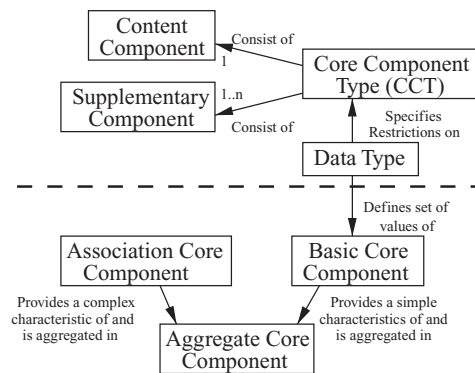 Content
Component
Consist of
1
Core Component
Type (CCT)
Supplementary
Component
1..n
Consist of
Specifies
Restrictions on
Data Type
Defines set of
values of
Association Core
Component
Basic Core
Component
Provides a complex
characteristic of and
is aggregated in
Provides a simple
characteristics of and
is aggregated in
Aggregate Core
Component